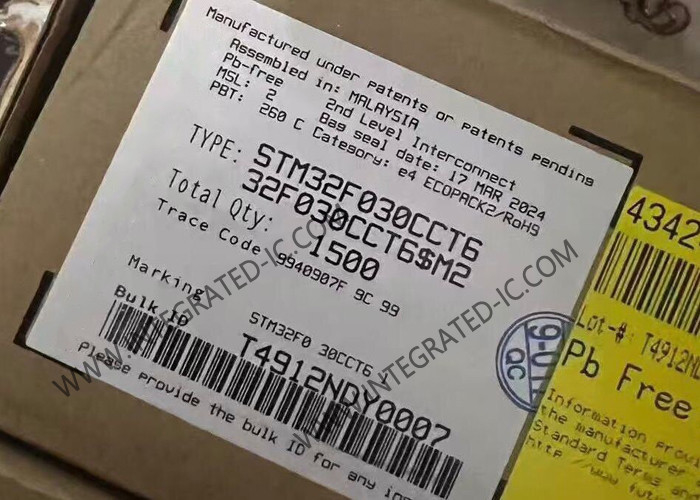 Manufactured under patents or patents pending
Assembled in: MALAYSIA
Pb-free 2nd Level Interconnect
MSL: 2 Bag seal date: 17 MAR 2024
PBT: 260 C Category: e4 ECOPACK2/RoHS
TYPE: STM32F030CCT6
32F030CCT6$M2
Total Qty: 1500
Trace Code 9940907F 9C 99
Marking STM32F0 30CCT6
Bulk ID T4912NDY0007
Please provide the bulk ID for any
WWW.INTEGRATED-IC.COM
WWW.INTEGRATED-IC.COM
QC
4342
Lot-#: T4912
Pb Free
Information
the manufacturer
Standard Terms
http